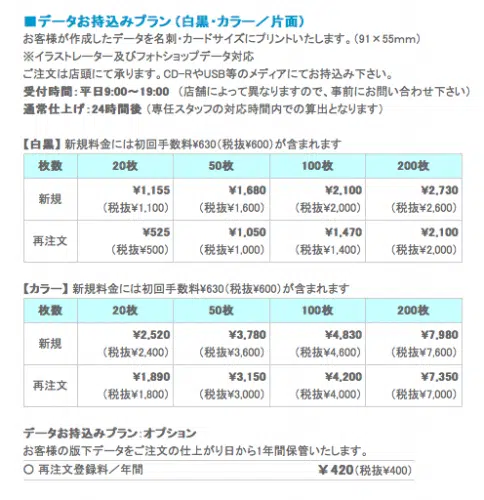 ■データお持込みプラン（白黒・カラー／片面）
お客様が作成したデータを名刺・カードサイズにプリントいたします。（91×55mm）
※イラストレーター及びフォトショップデータ対応
ご注文は店頭にて承ります。CD-RやUSB等のメディアにてお持込み下さい。
受付時間：平日9:00～19:00 （店舗によって異なりますので、事前にお問い合わせ下さい）
通常仕上げ：24時間後（専任スタッフの対応時間内での算出となります）
【白黒】新規料金には初回手数料¥630（税抜¥600）が含まれます
枚数 20枚 50枚 100枚 200枚
新規 ¥1,155 ¥1,680 ¥2,100 ¥2,730
（税抜¥1,100） （税抜¥1,600） （税抜¥2,000） （税抜¥2,600）
再注文 ¥525 ¥1,050 ¥1,470 ¥2,100
（税抜¥500） （税抜¥1,000） （税抜¥1,400） （税抜¥2,000）
【カラー】新規料金には初回手数料¥630（税抜¥600）が含まれます
枚数 20枚 50枚 100枚 200枚
新規 ¥2,520 ¥3,780 ¥4,830 ¥7,980
（税抜¥2,400） （税抜¥3,600） （税抜¥4,600） （税抜¥7,600）
再注文 ¥1,890 ¥3,150 ¥4,200 ¥7,350
（税抜¥1,800） （税抜¥3,000） （税抜¥4,000） （税抜¥7,000）
データお持込みプラン：オプション
お客様の版下データをご注文の仕上がり日から1年間保管いたします。
○ 再注文登録料／年間 ¥420（税抜¥400）